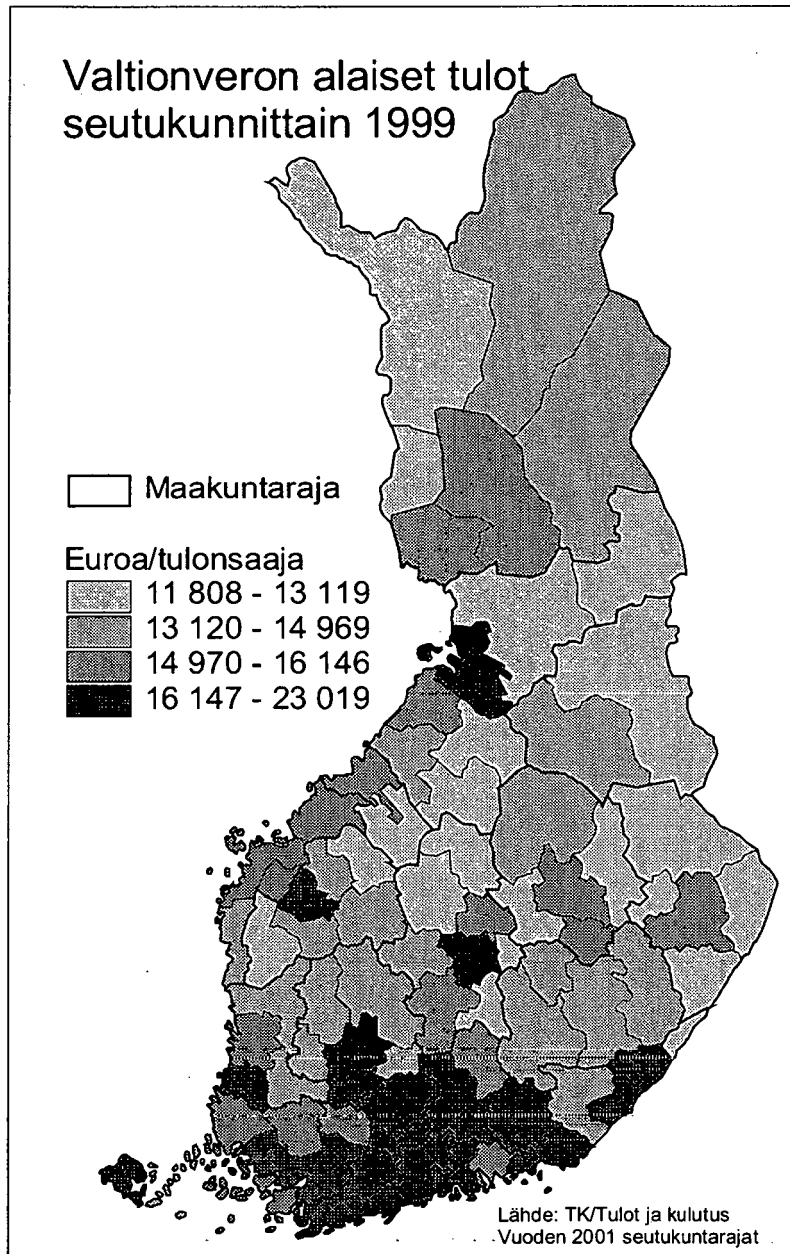 Valtionveron alaiset tulot
seutukunnittain 1999
Maakuntaraja
Euroa/tulonsaaja
11 808 - 13 119
13 120 - 14 969
14 970 - 16 146
16 147 - 23 019
Lähde: TK/Tulot ja kulutus
Vuoden 2001 seutukuntarajat